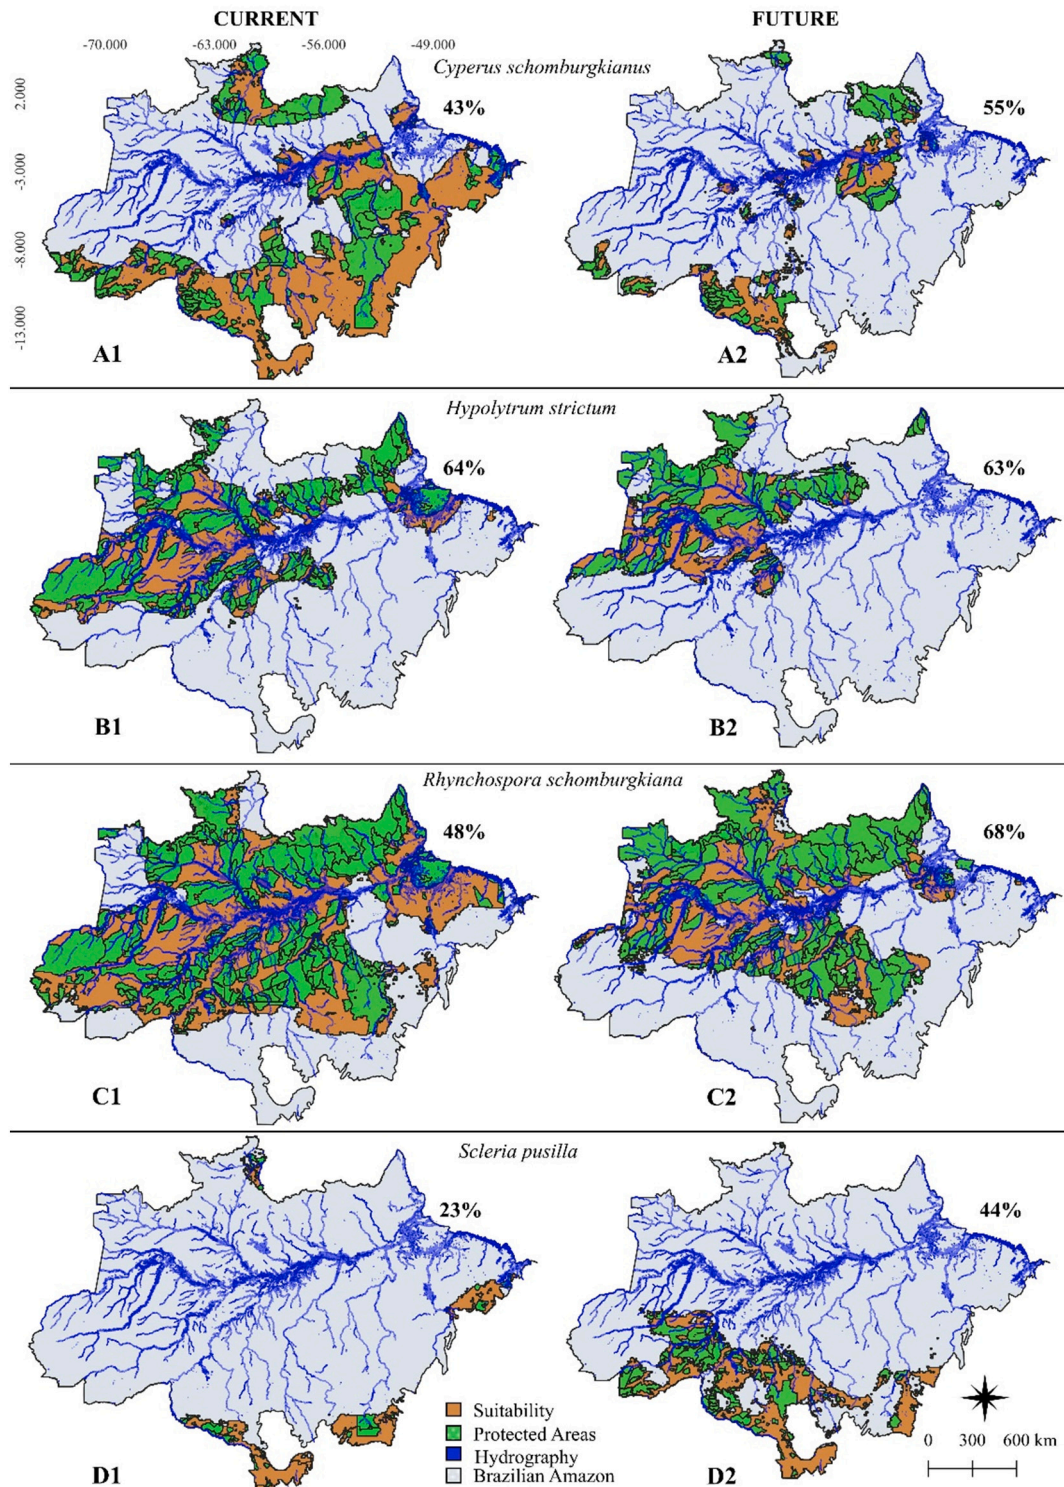 CURRENT FUTURE
-70.000 -63.000 -56.000 -49.000
Cyperus schomburgkianus
2.000
-3.000
-8.000
-13.000
43% 55%
A1 A2
Hypolytrum strictum
64% 63%
B1 B2
Rhynchospora schomburgkiana
48% 68%
C1 C2
Scleria pusilla
23% 44%
Suitability
Protected Areas
Hydrography
Brazilian Amazon
0 300 600 km
D1 D2